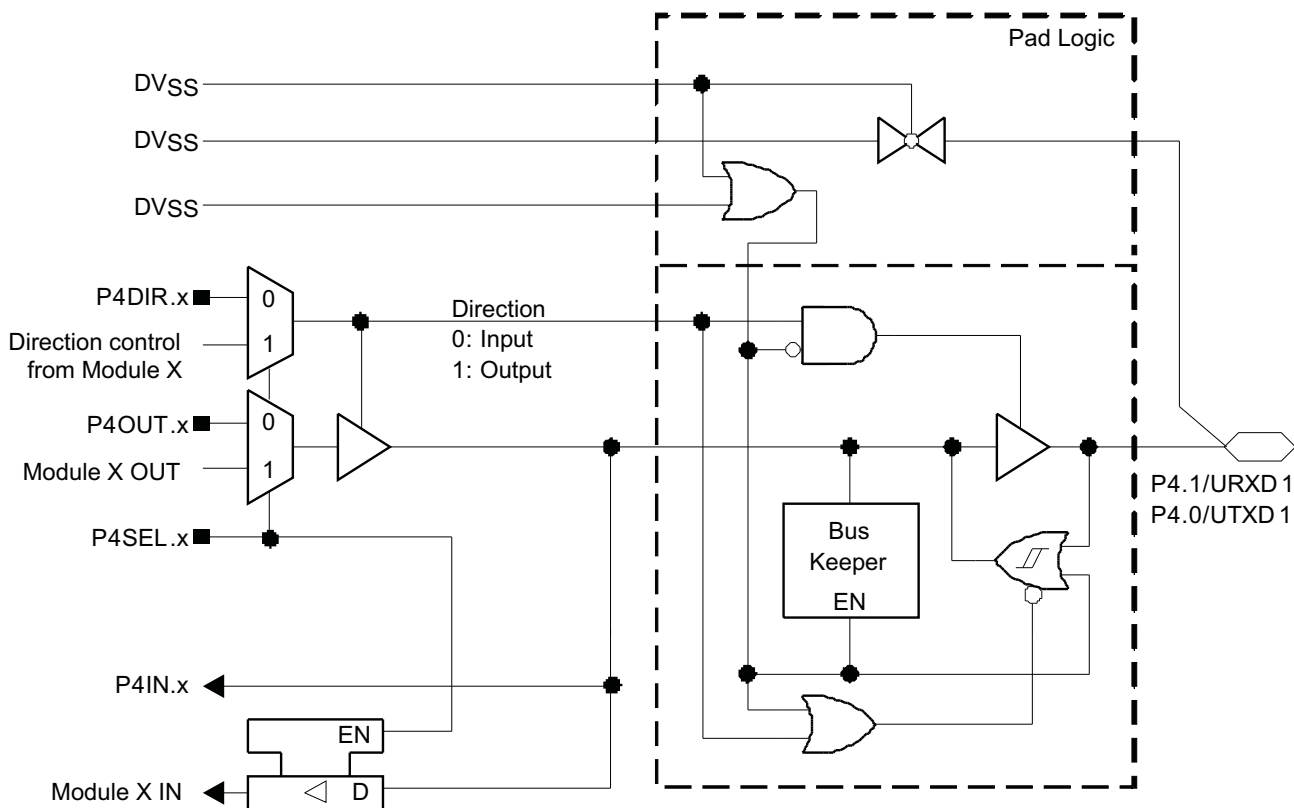 Pad Logic
DVSS
DVSS
DVSS
P4DIR.x
0
1
Direction control
from Module X
Direction
0: Input
1: Output
P4OUT.x
0
1
Module X OUT
P4SEL.x
P4.1/URXD1
P4.0/UTXD1
Bus
Keeper
EN
P4IN.x
EN
D
Module X IN